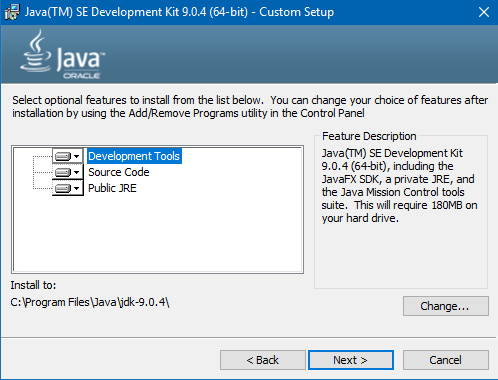 Java(TM) SE Development Kit 9.0.4 (64-bit) - Custom Setup
Java
ORACLE
Select optional features to install from the list below.  You can change your choice of features after
installation by using the Add/Remove Programs utility in the Control Panel
Development Tools
Source Code
Public JRE
Feature Description
Java(TM) SE Development Kit
9.0.4 (64-bit), including the
JavaFX SDK, a private JRE, and
the Java Mission Control tools
suite.  This will require 180MB on
your hard drive.
Install to:
C:\Program Files\Java\jdk-9.0.4\
Change...
< Back
Next >
Cancel